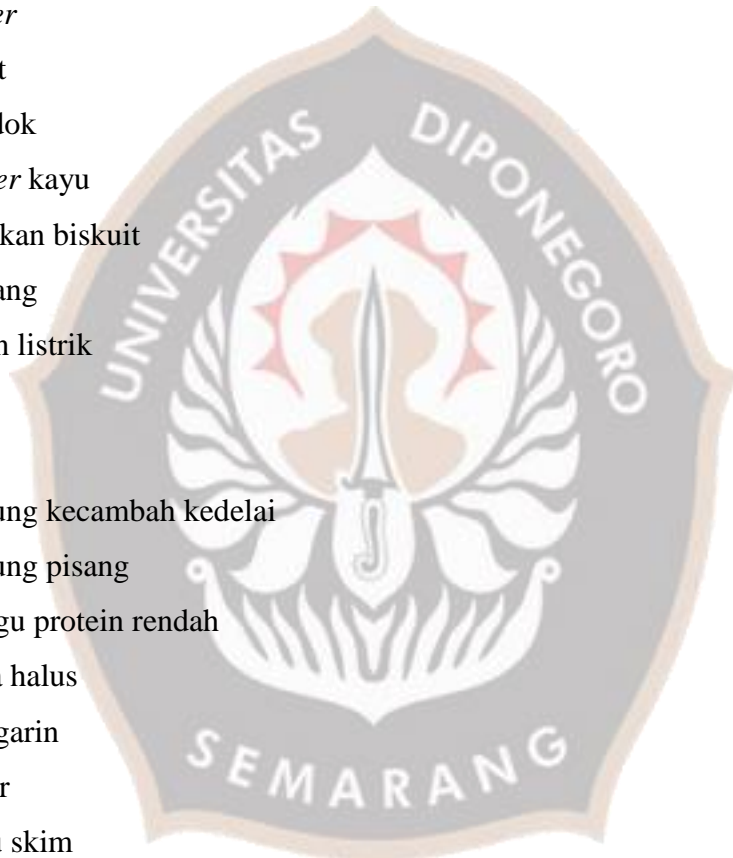 er
t
dok
er kayu
kan biskuit
ang
n listrik
ung kecambah kedelai
ung pisang
gu protein rendah
a halus
garin
r
u skim
UNIVERSITAS DIPONEGORO
SEMARANG